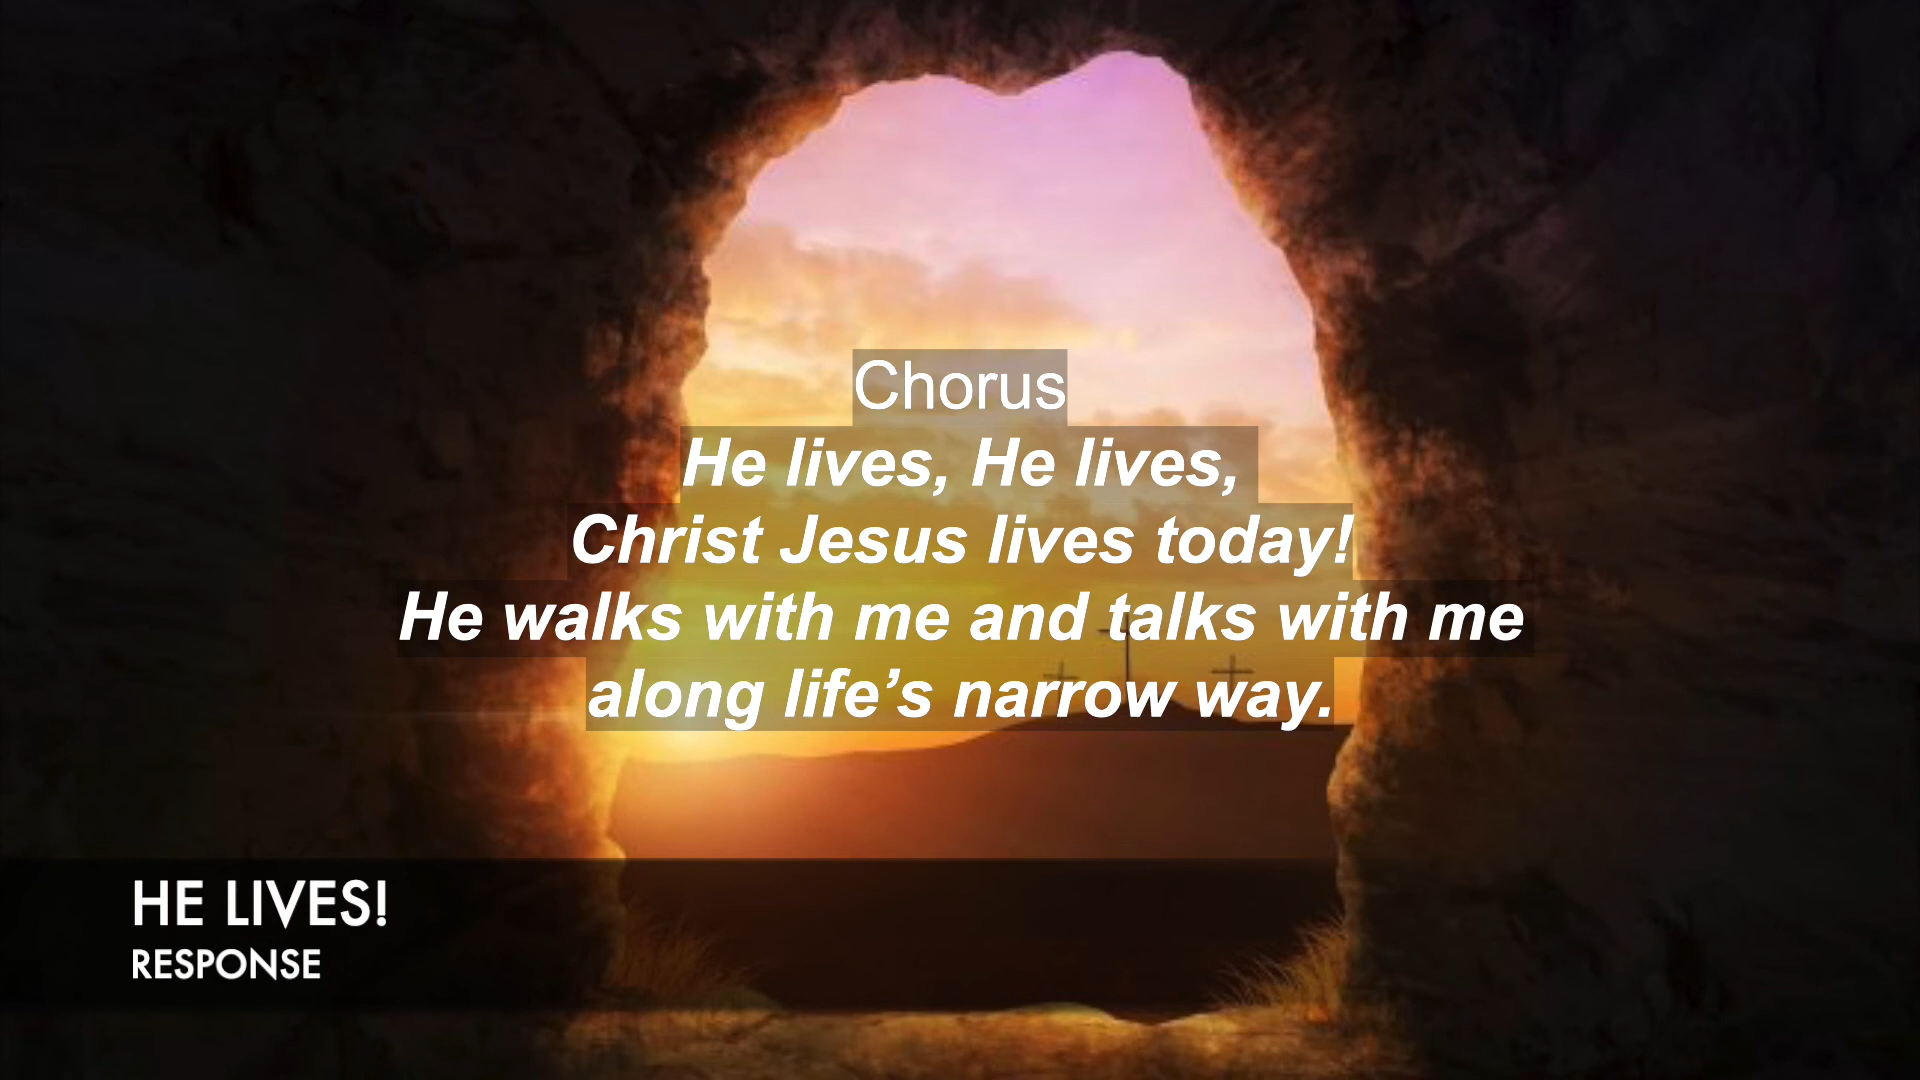 Chorus
He lives, He lives,
Christ Jesus lives today!
He walks with me and talks with me
along life’s narrow way.
HE LIVES!
RESPONSE